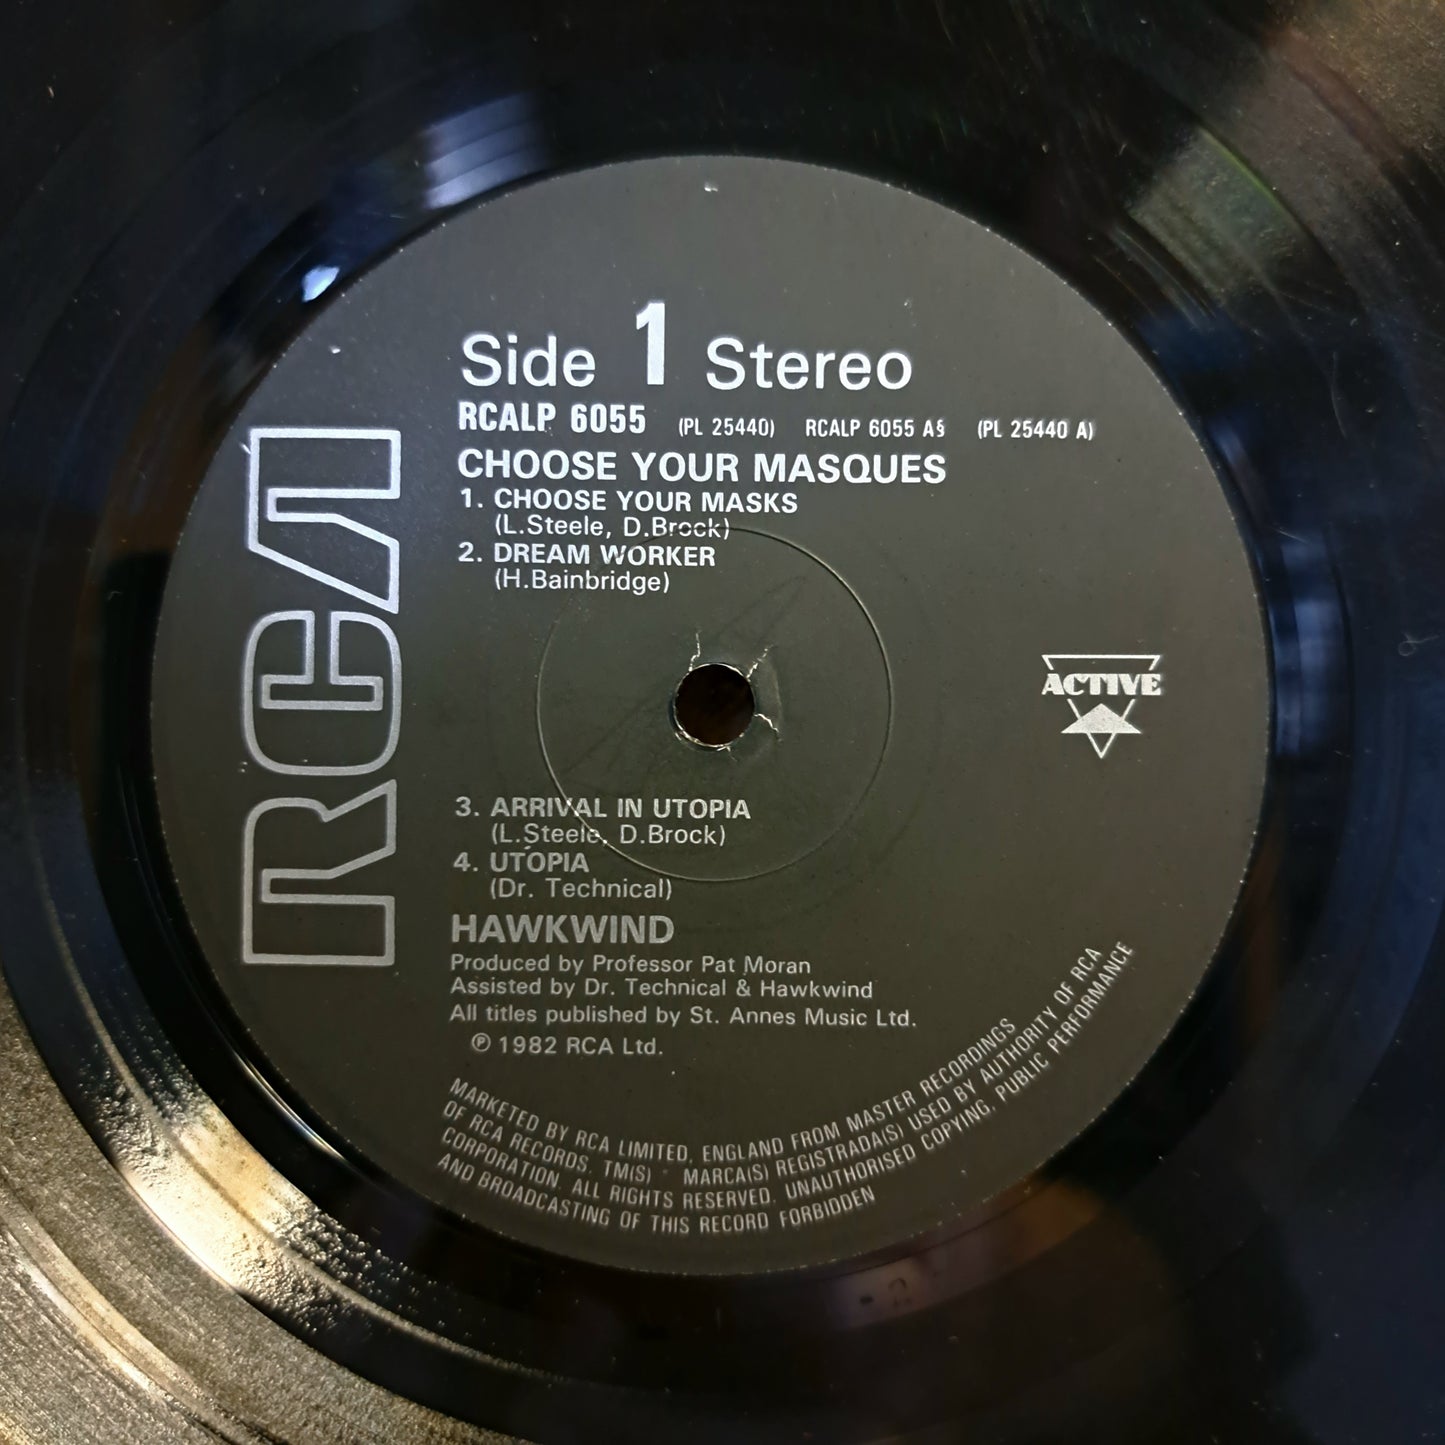 Side 1 Stereo
RCALP 6055 (PL 25440) RCALP 6055 A§ (PL 25440 A)
CHOOSE YOUR MASQUES
1. CHOOSE YOUR MASKS
(L.Steele, D.Brock)
2. DREAM WORKER
(H.Bainbridge)
RCA
ACTIVE
3. ARRIVAL IN UTOPIA
(L.Steele, D.Brock)
4. UTOPIA
(Dr. Technical)
HAWKWIND
Produced by Professor Pat Moran
Assisted by Dr. Technical & Hawkwind
All titles published by St. Annes Music Ltd.
℗ 1982 RCA Ltd.
MARKETED BY RCA LIMITED, ENGLAND FROM MASTER RECORDINGS
OF RCA RECORDS. TM(S) * MARCA(S) REGISTRADA(S) USED BY AUTHORITY OF RCA
CORPORATION. ALL RIGHTS RESERVED. UNAUTHORISED COPYING, PUBLIC PERFORMANCE
AND BROADCASTING OF THIS RECORD FORBIDDEN